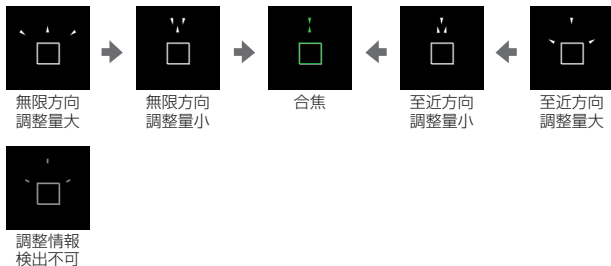 無限方向
調整量大
無限方向
調整量小
合焦
至近方向
調整量小
至近方向
調整量大
調整情報
検出不可